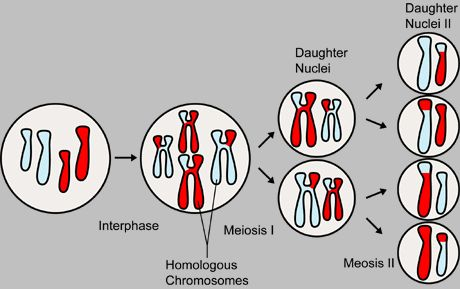 Daughter
Nuclei II
Daughter
Nuclei
Interphase
Meiosis I
Homologous
Chromosomes
Meosis II